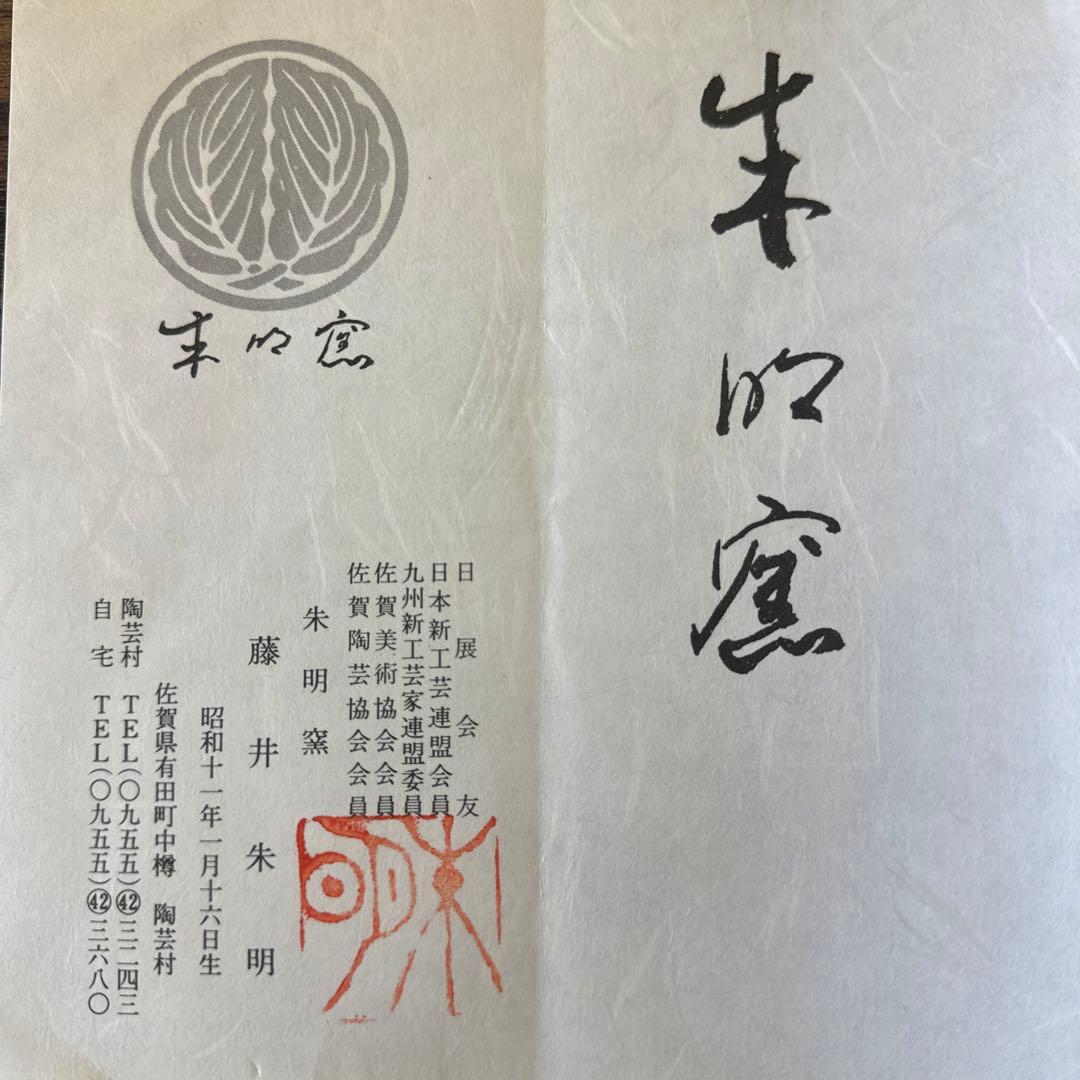 朱明窯
朱明窯
日展会友
日本新工芸連盟会員
九州新工芸家連盟委員
佐賀美術協会会員
佐賀陶芸協会会員
朱明窯
藤井朱明
昭和十一年一月十六日生
佐賀県有田町中樽 陶芸村
陶芸村 TEL(〇九五五)㊷三二四三
自宅 TEL(〇九五五)㊷三六八〇
朱明